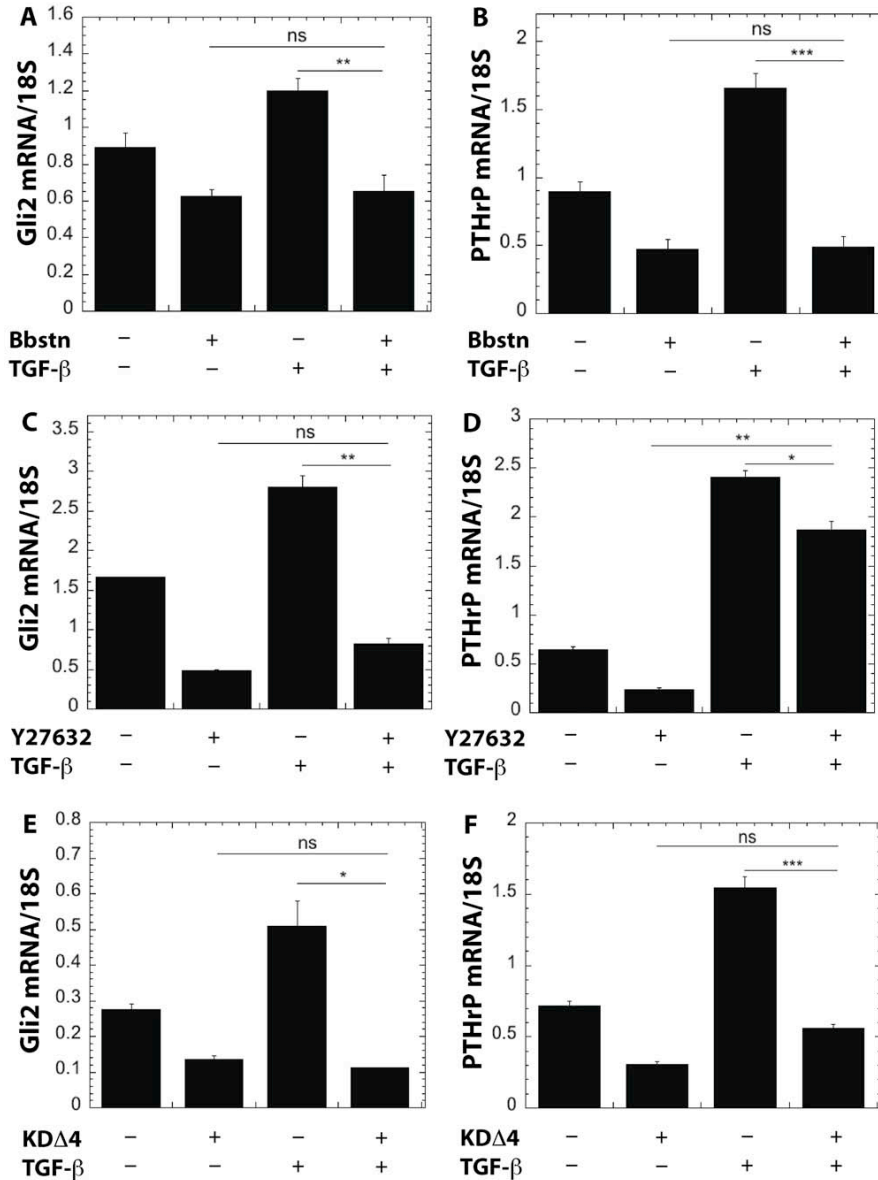 A
Gli2 mRNA/18S
1.6
1.4
1.2
1
0.8
0.6
0.4
0.2
0
ns
**
Bbstn − + − +
TGF-β − − + +
B
PTHrP mRNA/18S
2
1.5
1
0.5
0
ns
***
Bbstn − + − +
TGF-β − − + +
C
Gli2 mRNA/18S
3.5
3
2.5
2
1.5
1
0.5
0
ns
**
Y27632 − + − +
TGF-β − − + +
D
PTHrP mRNA/18S
3
2.5
2
1.5
1
0.5
0
**
*
Y27632 − + − +
TGF-β − − + +
E
Gli2 mRNA/18S
0.8
0.7
0.6
0.5
0.4
0.3
0.2
0.1
0
ns
*
KDΔ4 − + − +
TGF-β − − + +
F
PTHrP mRNA/18S
2
1.5
1
0.5
0
ns
***
KDΔ4 − + − +
TGF-β − − + +